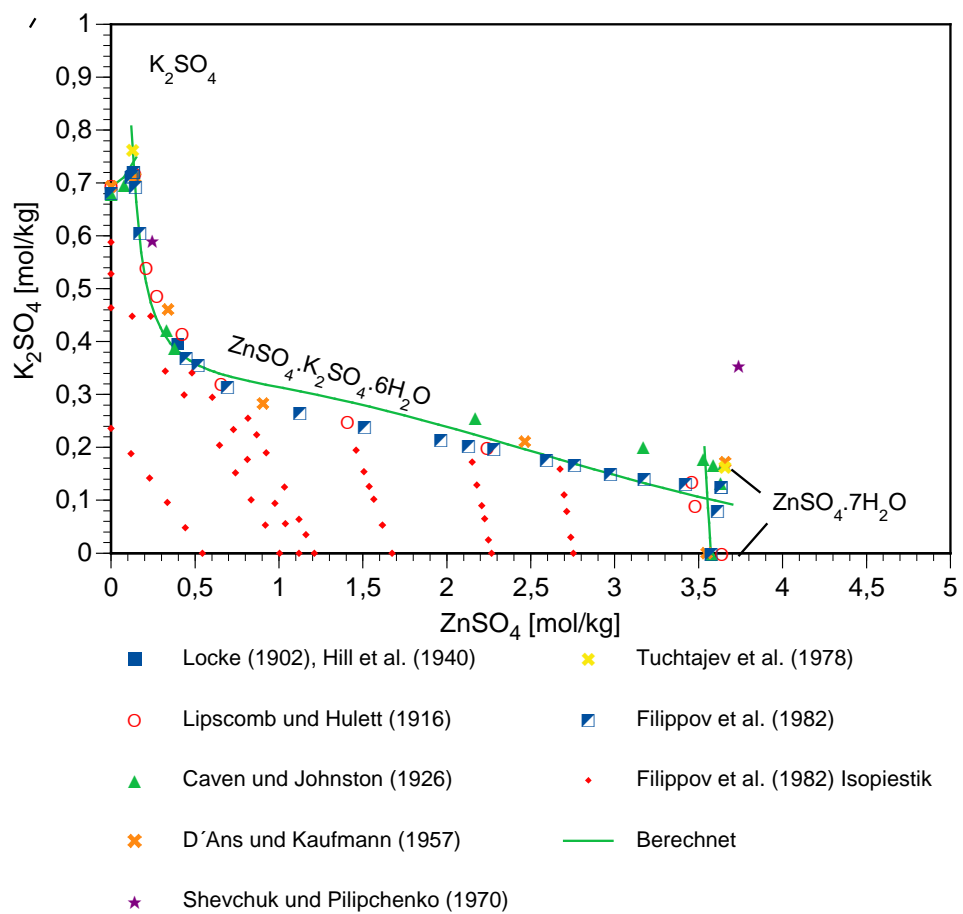 1
K2SO4
0,9
0,8
0,7
0,6
0,5
0,4
0,3
0,2
0,1
0
K2SO4 [mol/kg]
ZnSO4.K2SO4.6H2O
ZnSO4.7H2O
0 0,5 1 1,5 2 2,5 3 3,5 4 4,5 5
ZnSO4 [mol/kg]
Locke (1902), Hill et al. (1940)
Lipscomb und Hulett (1916)
Caven und Johnston (1926)
D´Ans und Kaufmann (1957)
Shevchuk und Pilipchenko (1970)
Tuchtajev et al. (1978)
Filippov et al. (1982)
Filippov et al. (1982) Isopiestik
Berechnet